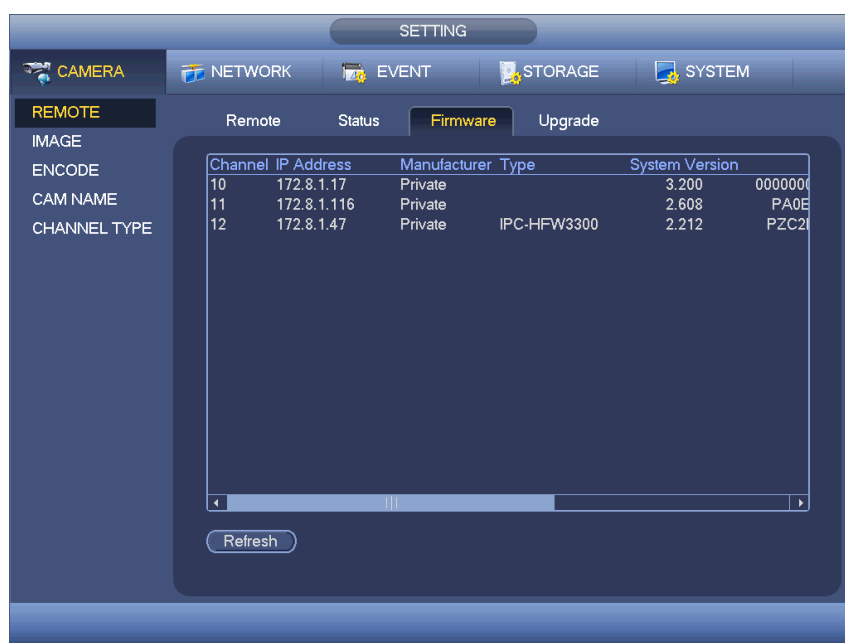 SETTING
CAMERA NETWORK EVENT STORAGE SYSTEM
REMOTE
IMAGE
ENCODE
CAM NAME
CHANNEL TYPE
Remote Status Firmware Upgrade
Channel IP Address Manufacturer Type System Version
10 172.8.1.17 Private 3.200 0000000
11 172.8.1.116 Private 2.608 PA0E
12 172.8.1.47 Private IPC-HFW3300 2.212
Refresh